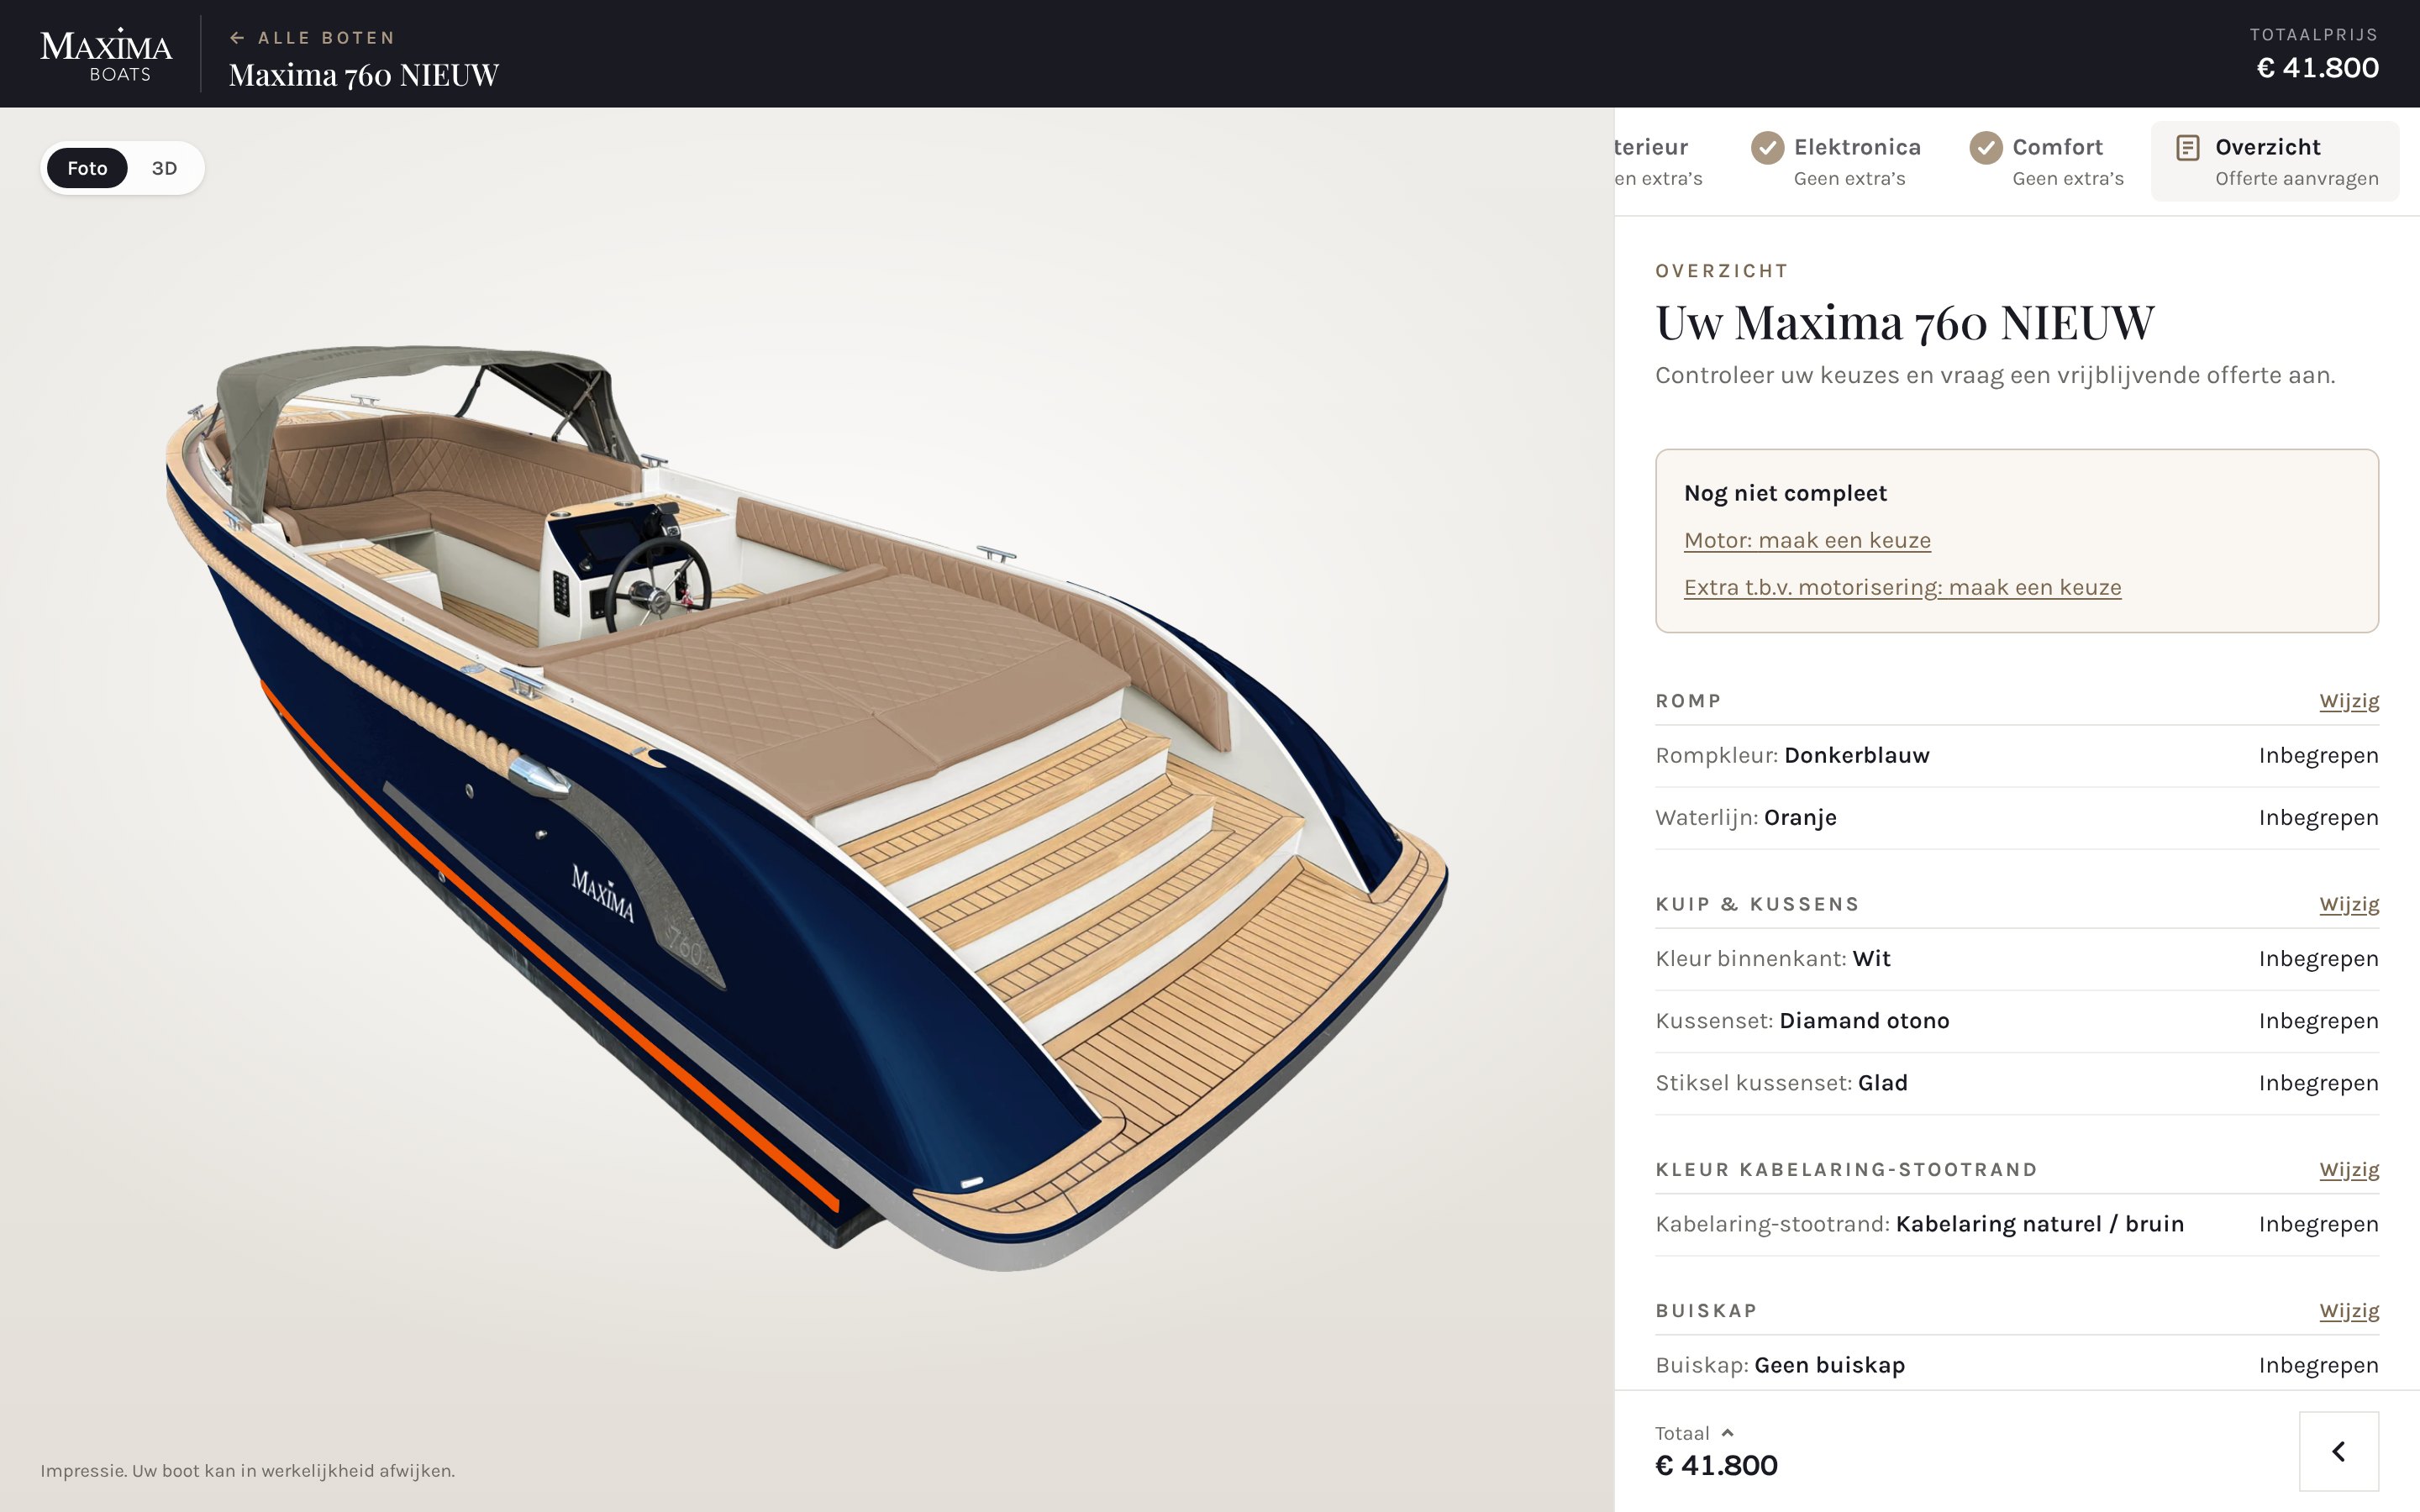 MAXIMA
BOATS
← ALLE BOTEN
Maxima 760 NIEUW
TOTAALPRIJS
€ 41.800
Foto
3D
terieur
en extra's
Elektronica
Geen extra's
Comfort
Geen extra's
Overzicht
Offerte aanvragen
OVERZICHT
Uw Maxima 760 NIEUW
Controleer uw keuzes en vraag een vrijblijvende offerte aan.
Nog niet compleet
Motor: maak een keuze
Extra t.b.v. motorisering: maak een keuze
ROMP Wijzig
Rompkleur: Donkerblauw Inbegrepen
Waterlijn: Oranje Inbegrepen
KUIP & KUSSENS Wijzig
Kleur binnenkant: Wit Inbegrepen
Kussenset: Diamand otono Inbegrepen
Stiksel kussenset: Glad Inbegrepen
KLEUR KABELARING-STOOTRAND Wijzig
Kabelaring-stootrand: Kabelaring naturel / bruin Inbegrepen
BUISKAP Wijzig
Buiskap: Geen buiskap Inbegrepen
MAXIMA
760
Impressie. Uw boot kan in werkelijkheid afwijken.
Totaal
€ 41.800